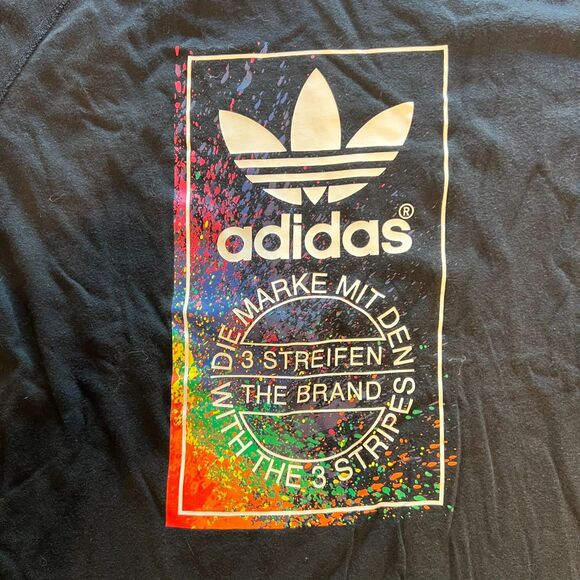 adidas®
DIE MARKE MIT DEN
3 STREIFEN
THE BRAND
WITH THE 3 STRIPES